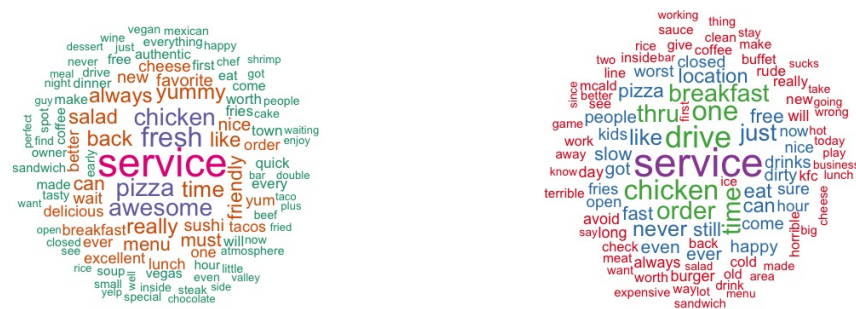 vegan mexican
wine everything
dessert just happy
authentic
never free first chef shrimp
cheese
meal drive new favorite eat got
night dinner come
guy make always yummy worth people
salad chicken fries cake
perfect spot coffee nice town waiting
find better back fresh like order enjoy
owner early
sandwich service quick
bar double
made can pizza time friendly every
tasty wait yum taco
want awesome plus
delicious beef
open breakfast really sushi tacos fried
closed ever menu must will now
see excellent one atmosphere
rice soup lunch hour little
vegas even valley
small well inside steak side
yelp special chocolate
working thing
sauce clean stay
rice give coffee make
two inside bar closed buffet sucks
line worst location rude
since mcald pizza breakfast really take
better new going
see people thru first one free will wrong
game kids like drive just now hot
work nice today
away slow service drinks play
know day got dirty kfc business
lunch
terrible fries chicken ice eat sure
open order time can hour cheese
avoid fast
say long never still come horrible big
check even back happy
meat ever
want always salad cold made
worth burger old area
expensive way lot drink menu
sandwich